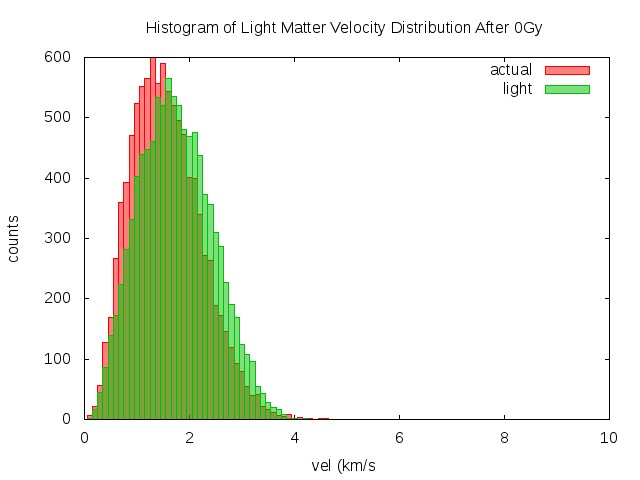 Histogram of Light Matter Velocity Distribution After 0Gy
600
500
400
300
200
100
0
counts
actual
light
0 2 4 6 8 10
vel (km/s